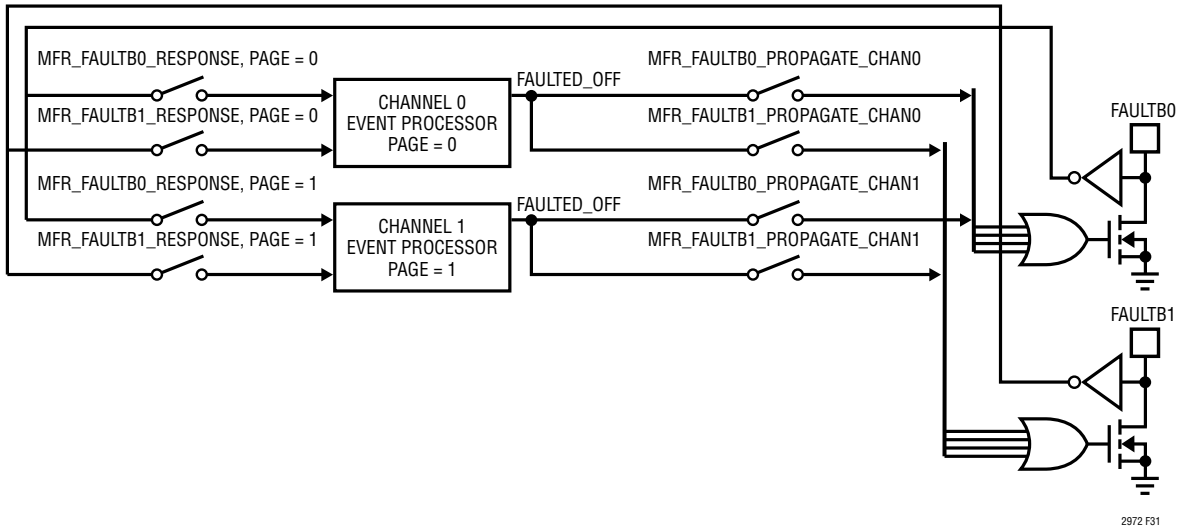 MFR_FAULTB0_RESPONSE, PAGE = 0
MFR_FAULTB0_PROPAGATE_CHAN0
FAULTED_OFF
CHANNEL 0
EVENT PROCESSOR
PAGE = 0
MFR_FAULTB1_RESPONSE, PAGE = 0
MFR_FAULTB1_PROPAGATE_CHAN0
FAULTB0
MFR_FAULTB0_RESPONSE, PAGE = 1
MFR_FAULTB0_PROPAGATE_CHAN1
FAULTED_OFF
CHANNEL 1
EVENT PROCESSOR
PAGE = 1
MFR_FAULTB1_RESPONSE, PAGE = 1
MFR_FAULTB1_PROPAGATE_CHAN1
FAULTB1
2972 F31